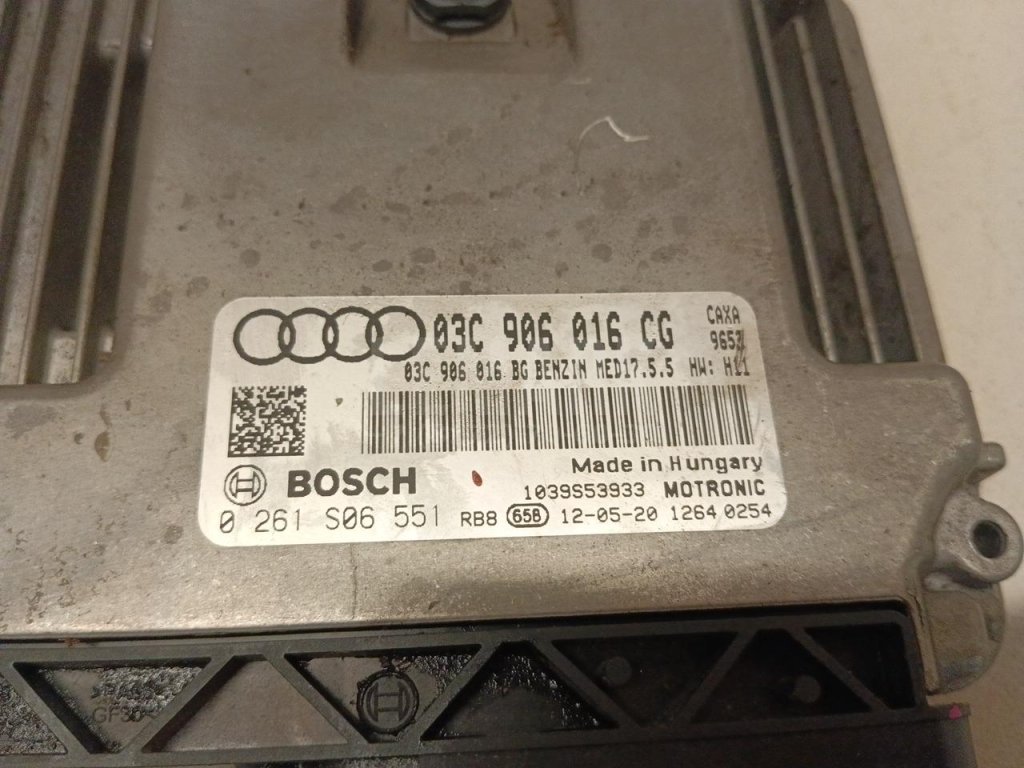 03C 906 016 CG CAXA
9653
03C 906 016 BG BENZIN MED17.5.5 HW: H11
BOSCH
Made in Hungary
1039S53933 MOTRONIC
0 261 S06 551 RB8 658 12-05-20 1264 0254